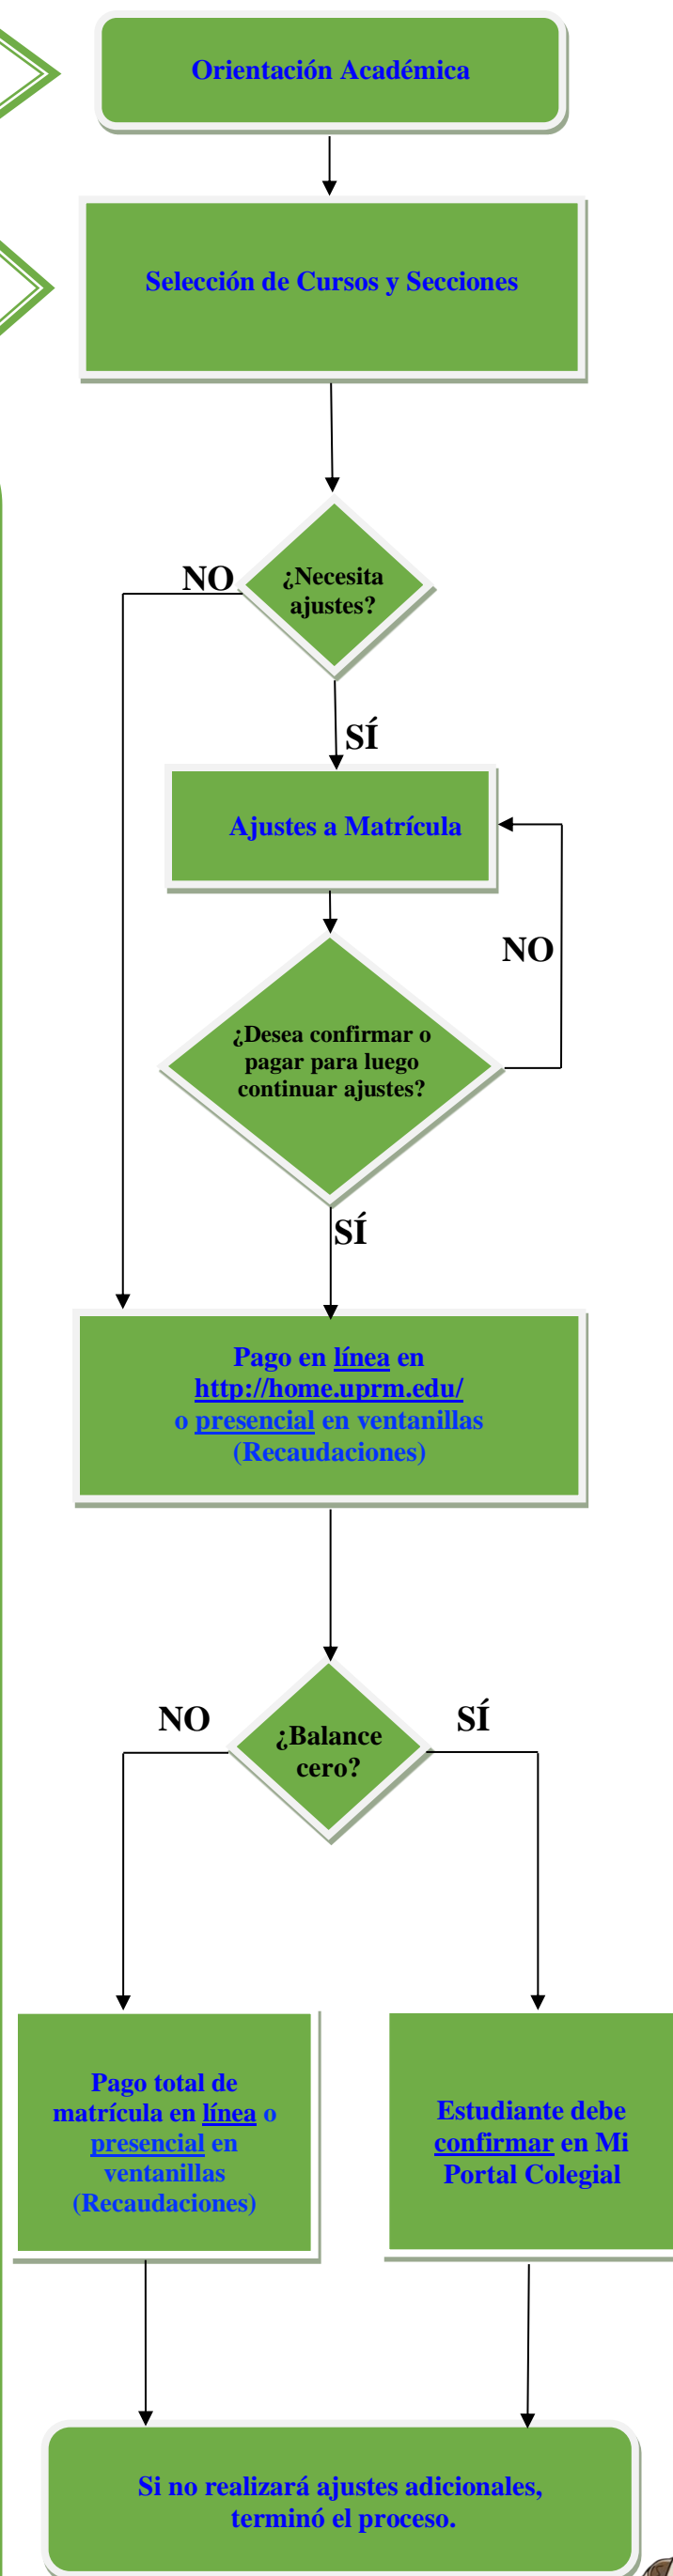 Orientación Académica
Selección de Cursos y Secciones
NO
¿Necesita
ajustes?
SÍ
Ajustes a Matrícula
NO
¿Desea confirmar o
pagar para luego
continuar ajustes?
SÍ
Pago en línea en
http://home.uprm.edu/
o presencial en ventanillas
(Recaudaciones)
NO
SÍ
¿Balance
cero?
Pago total de
matrícula en línea o
presencial en
ventanillas
(Recaudaciones)
Estudiante debe
confirmar en Mi
Portal Colegial
Si no realizará ajustes adicionales,
terminó el proceso.